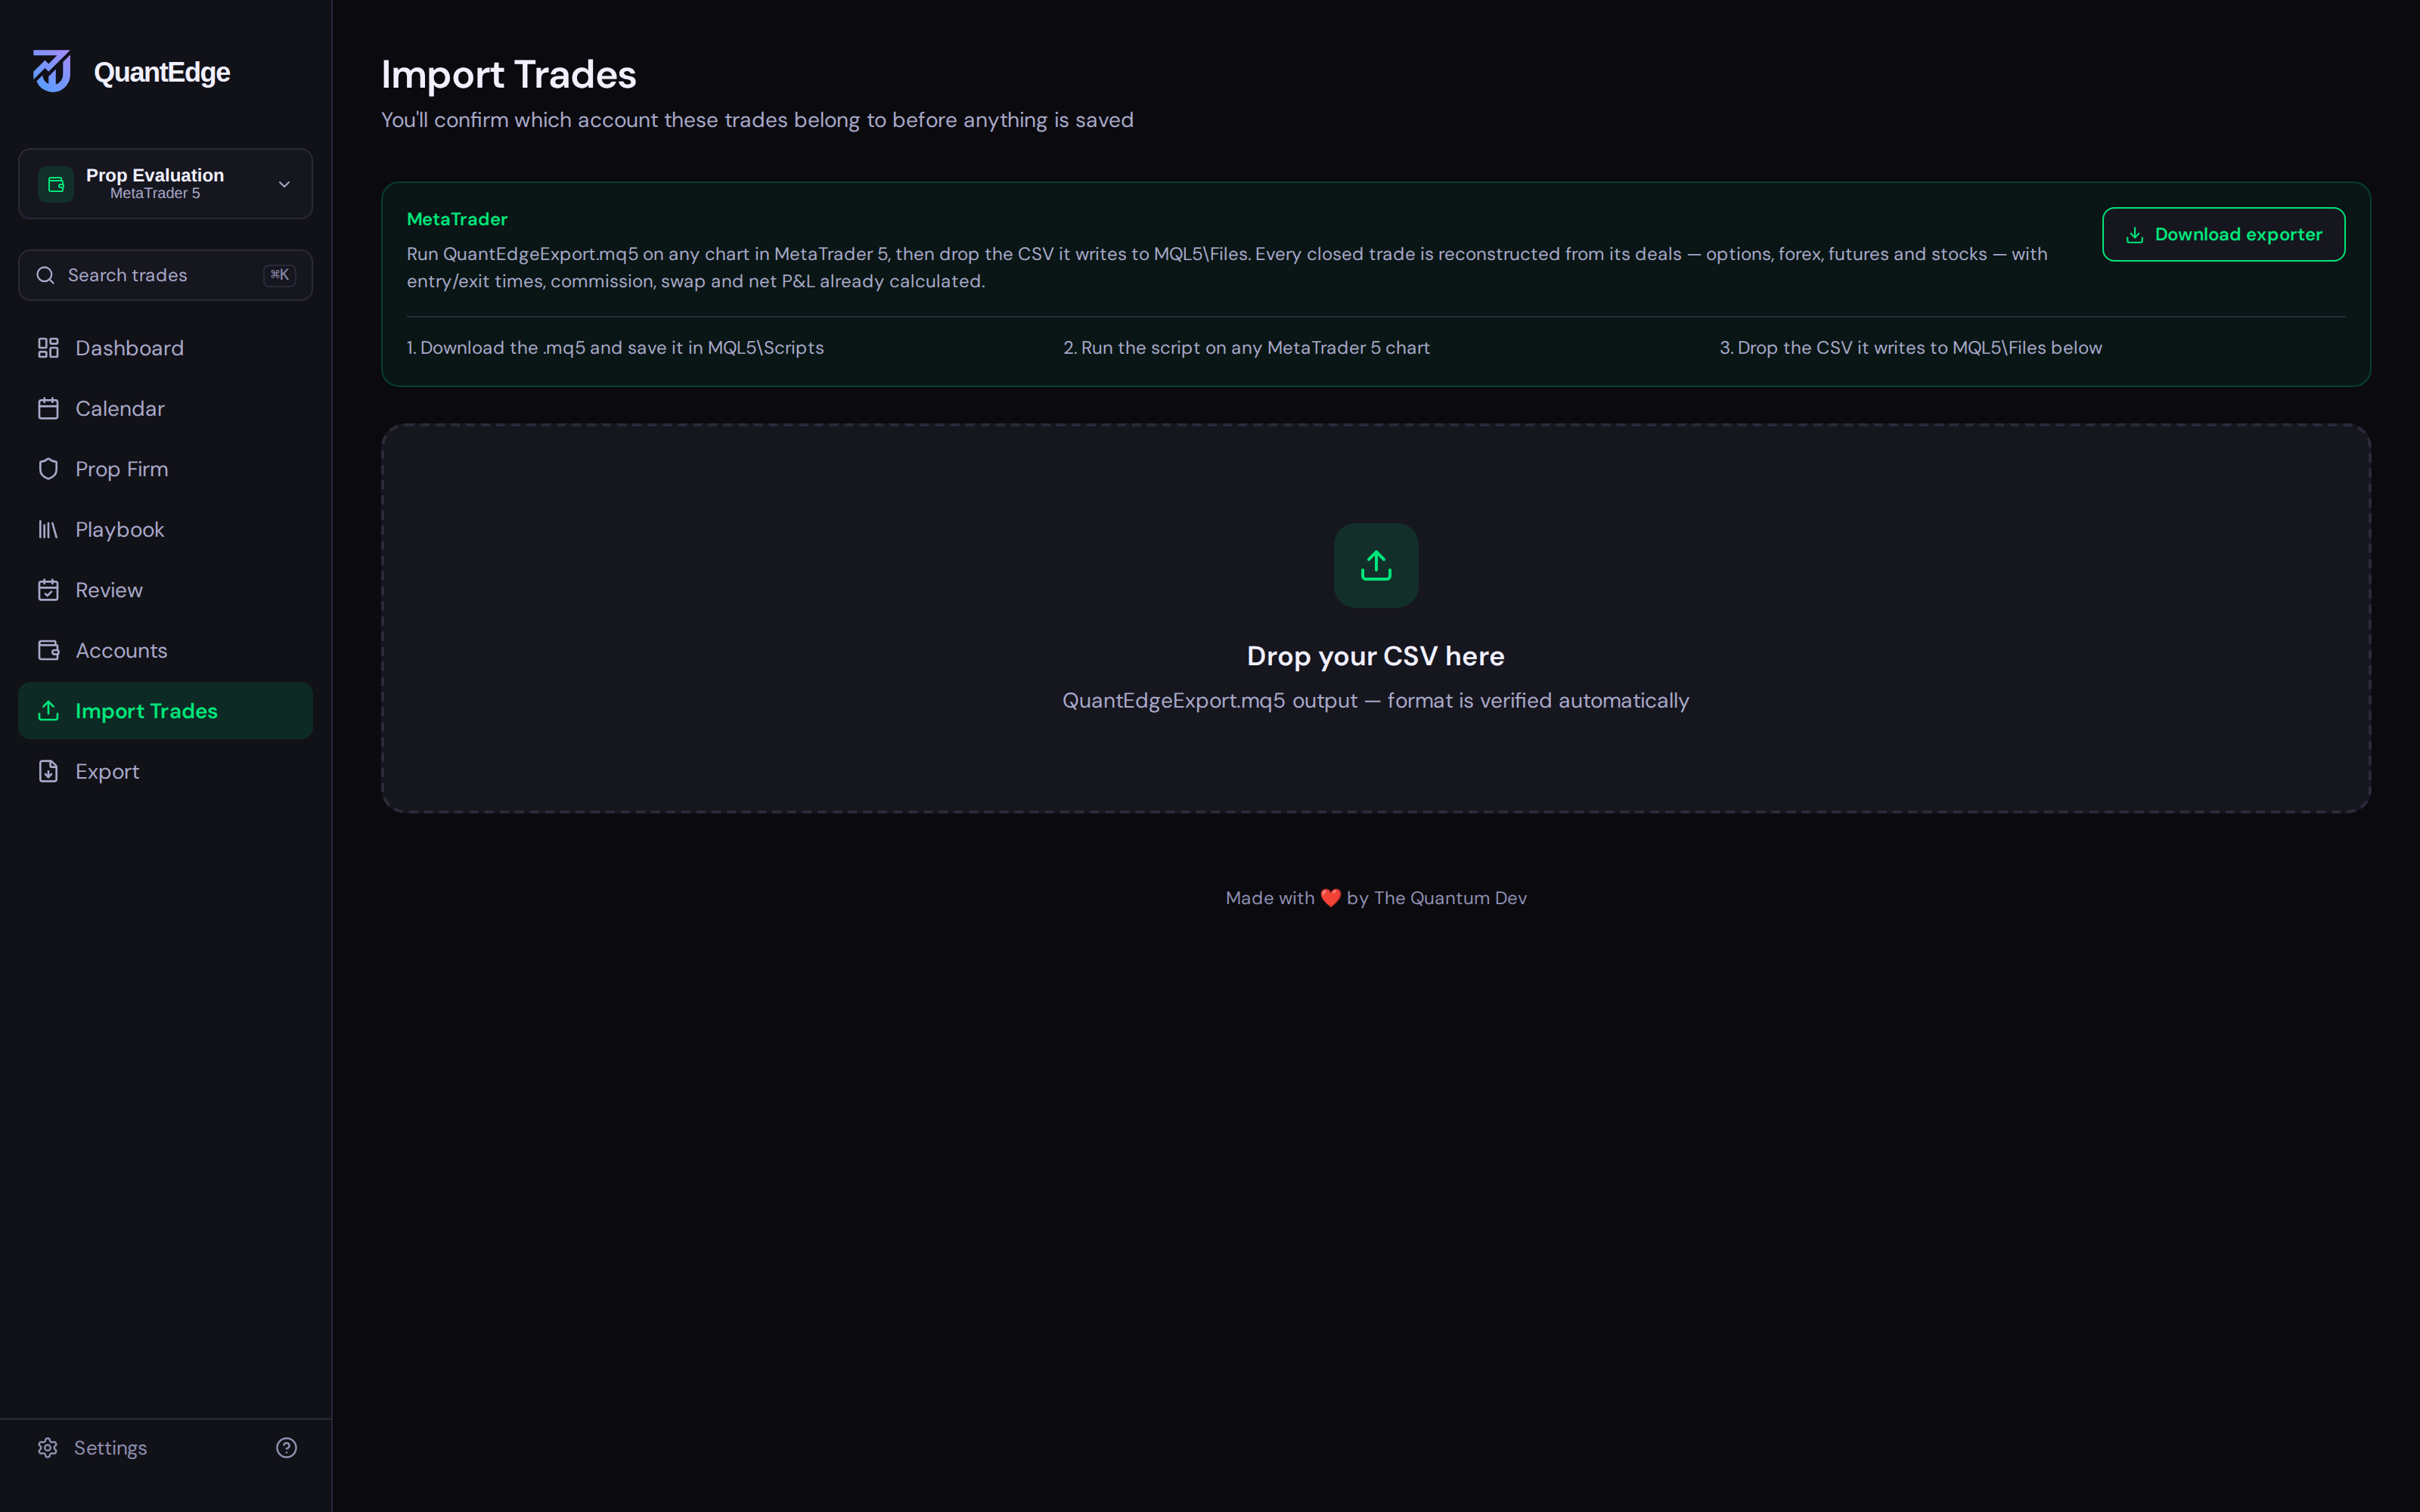 QuantEdge
Prop Evaluation
MetaTrader 5
Search trades
⌘K
Dashboard
Calendar
Prop Firm
Playbook
Review
Accounts
Import Trades
Export
Settings
Import Trades
You'll confirm which account these trades belong to before anything is saved
MetaTrader
Run QuantEdgeExport.mq5 on any chart in MetaTrader 5, then drop the CSV it writes to MQL5\Files. Every closed trade is reconstructed from its deals — options, forex, futures and stocks — with
entry/exit times, commission, swap and net P&L already calculated.
Download exporter
1. Download the .mq5 and save it in MQL5\Scripts
2. Run the script on any MetaTrader 5 chart
3. Drop the CSV it writes to MQL5\Files below
Drop your CSV here
QuantEdgeExport.mq5 output — format is verified automatically
Made with ❤️ by The Quantum Dev